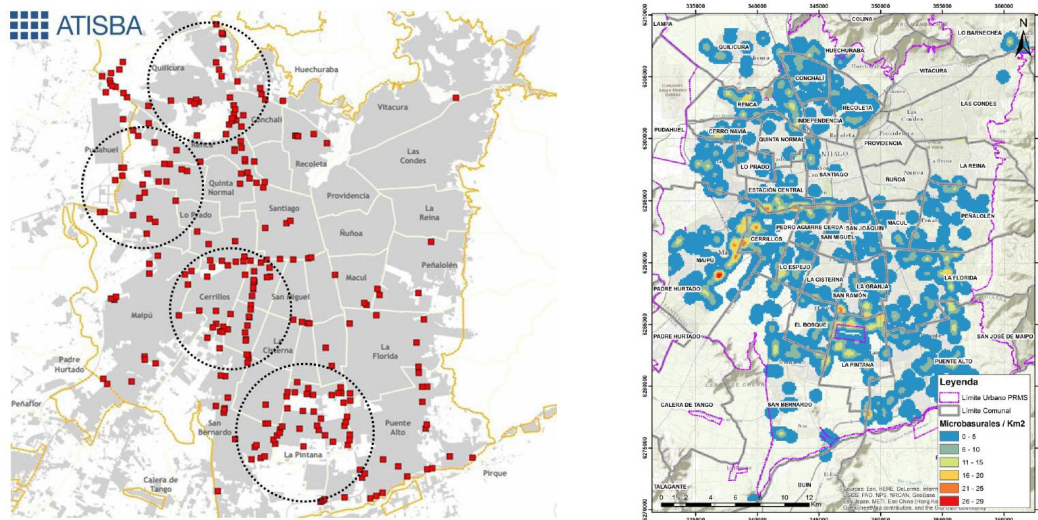 ATISBA
Quilicura
Huechuraba
Vitacura
Conchalí
Pudahuel
Renca
Recoleta
Las
Condes
Quinta
Normal
Providencia
Lo Prado
Santiago
La
Reina
Ñuñoa
Peñalolén
Macul
Cerrillos
San Miguel
Maipú
La
Cisterna
La
Florida
Padre
Hurtado
Peñaflor
San
Bernardo
Puente
Alto
La Pintana
Calera de
Tango
Pirque
335000
340000
345000
350000
355000
360000
COLINA
LAMPA
LO BARNECHEA
N
QUILICURA
HUECHURABA
VITACURA
CONCHALÍ
RENCA
RECOLETA
LAS CONDES
INDEPENDENCIA
PUDAHUEL
CERRO NAVIA
QUINTA NORMAL
PROVIDENCIA
LO PRADO
SANTIAGO
LA REINA
ÑUÑOA
ESTACIÓN CENTRAL
PEÑALOLÉN
MACUL
PEDRO AGUIRRE CERDA
SAN JOAQUÍN
SAN MIGUEL
CERRILLOS
MAIPÚ
LO ESPEJO
LA CISTERNA
LA FLORIDA
PADRE HURTADO
LA GRANJA
SAN RAMÓN
EL BOSQUE
PADRE HURTADO
SAN JOSÉ DE MAIPO
LA PINTANA
PUENTE ALTO
CALERA DE TANGO
SAN BERNARDO
BUIN
TALAGANTE
Leyenda
Límite Urbano PRMS
Límite Comunal
Microbasurales / Km2
0 - 5
6 - 10
11 - 15
16 - 20
21 - 25
26 - 29
0 2 4 8 10 12
Km